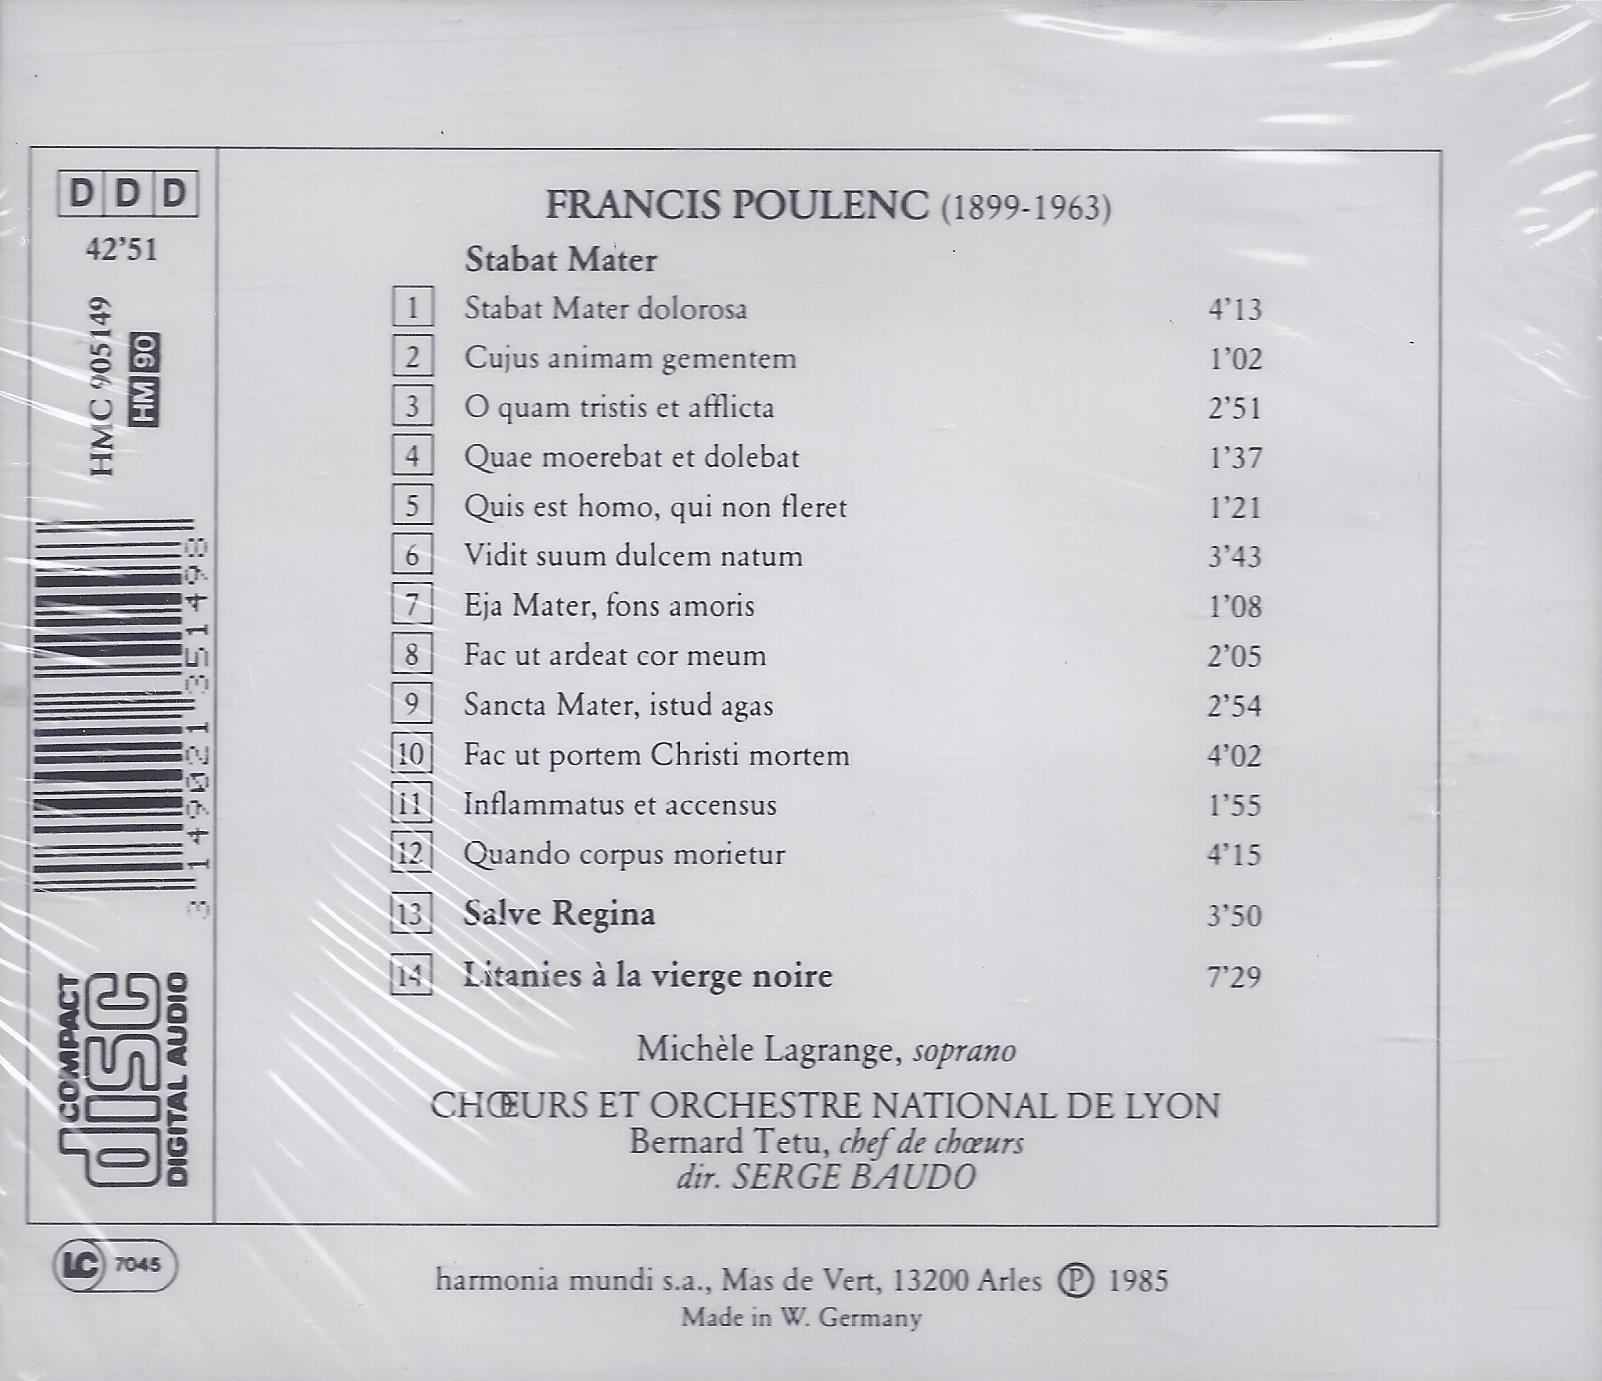 DDD
42'51
HMC 905149
HM 90
3 149021 351498
COMPACT
disc
DIGITAL AUDIO
FRANCIS POULENC (1899-1963)
Stabat Mater
1 Stabat Mater dolorosa 4'13
2 Cujus animam gementem 1'02
3 O quam tristis et afflicta 2'51
4 Quae moerebat et dolebat 1'37
5 Quis est homo, qui non fleret 1'21
6 Vidit suum dulcem natum 3'43
7 Eja Mater, fons amoris 1'08
8 Fac ut ardeat cor meum 2'05
9 Sancta Mater, istud agas 2'54
10 Fac ut portem Christi mortem 4'02
11 Inflammatus et accensus 1'55
12 Quando corpus morietur 4'15
13 Salve Regina 3'50
14 Litanies à la vierge noire 7'29
Michèle Lagrange, soprano
CHŒURS ET ORCHESTRE NATIONAL DE LYON
Bernard Tetu, chef de chœurs
dir. SERGE BAUDO
LC 7045
harmonia mundi s.a., Mas de Vert, 13200 Arles Ⓟ 1985
Made in W. Germany